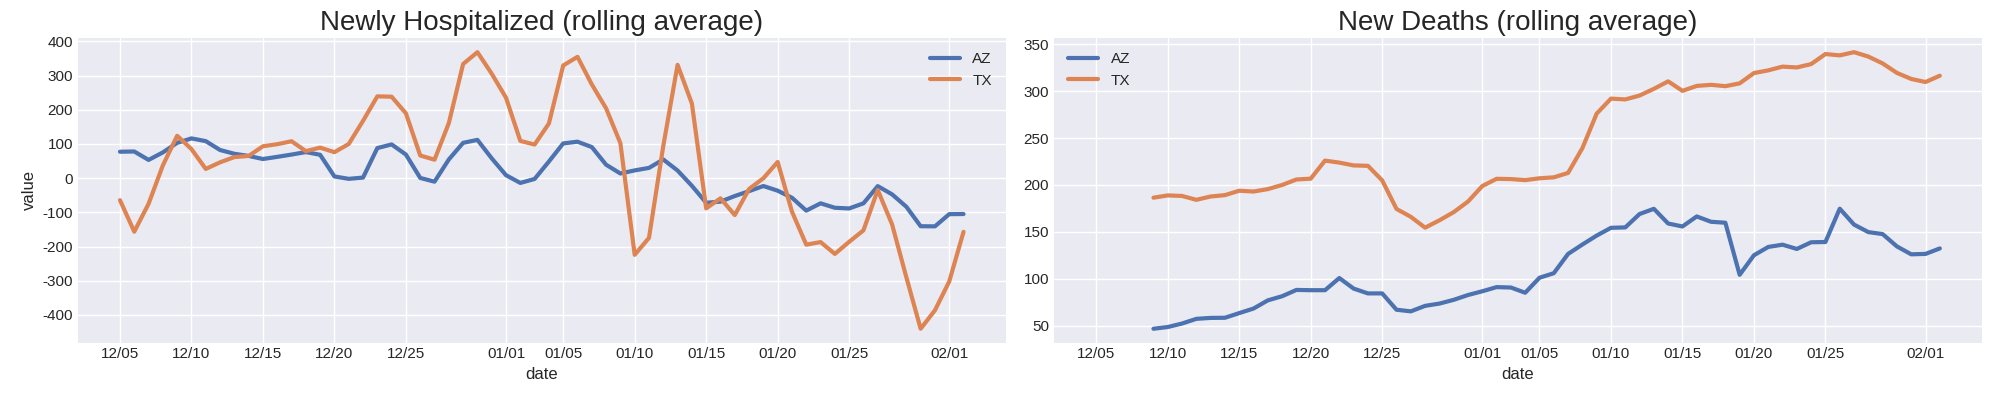 Newly Hospitalized (rolling average)
400
300
200
100
0
-100
-200
-300
-400
value
AZ
TX
12/05 12/10 12/15 12/20 12/25 01/01 01/05 01/10 01/15 01/20 01/25 02/01
date
New Deaths (rolling average)
350
300
250
200
150
100
50
AZ
TX
12/05 12/10 12/15 12/20 12/25 01/01 01/05 01/10 01/15 01/20 01/25 02/01
date